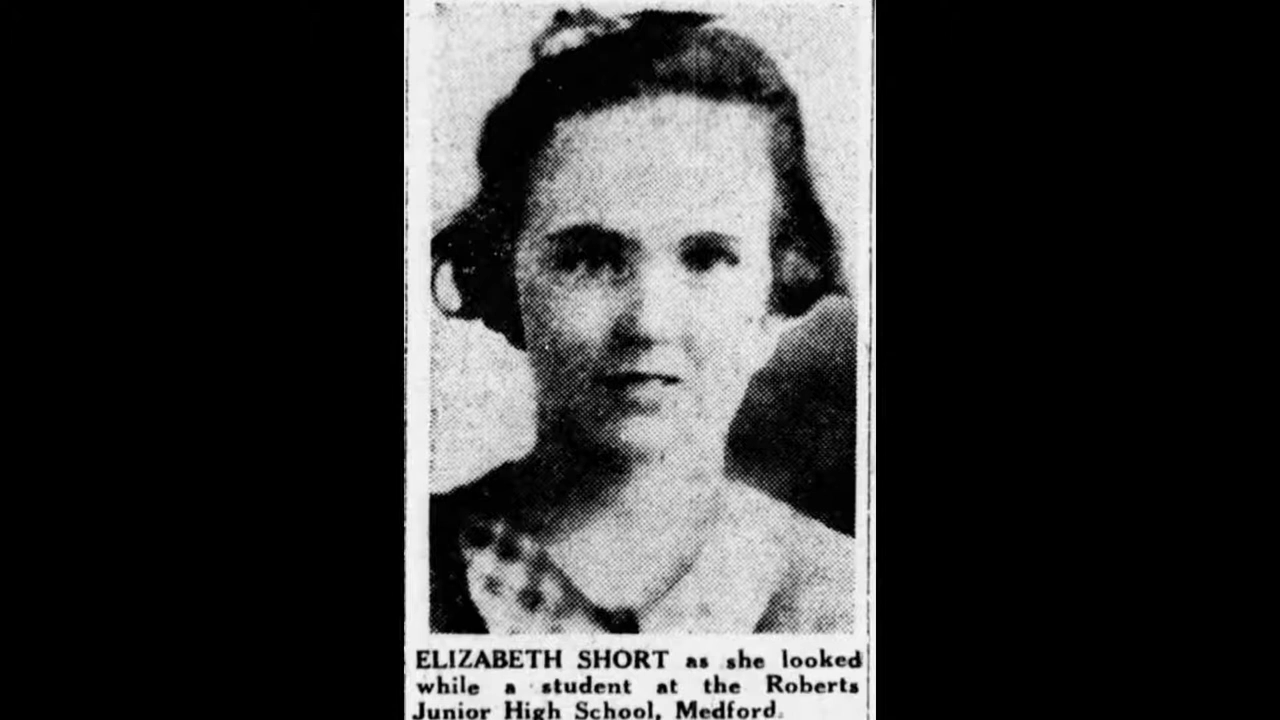 ELIZABETH SHORT as she looked
while a student at the Roberts
Junior High School, Medford.